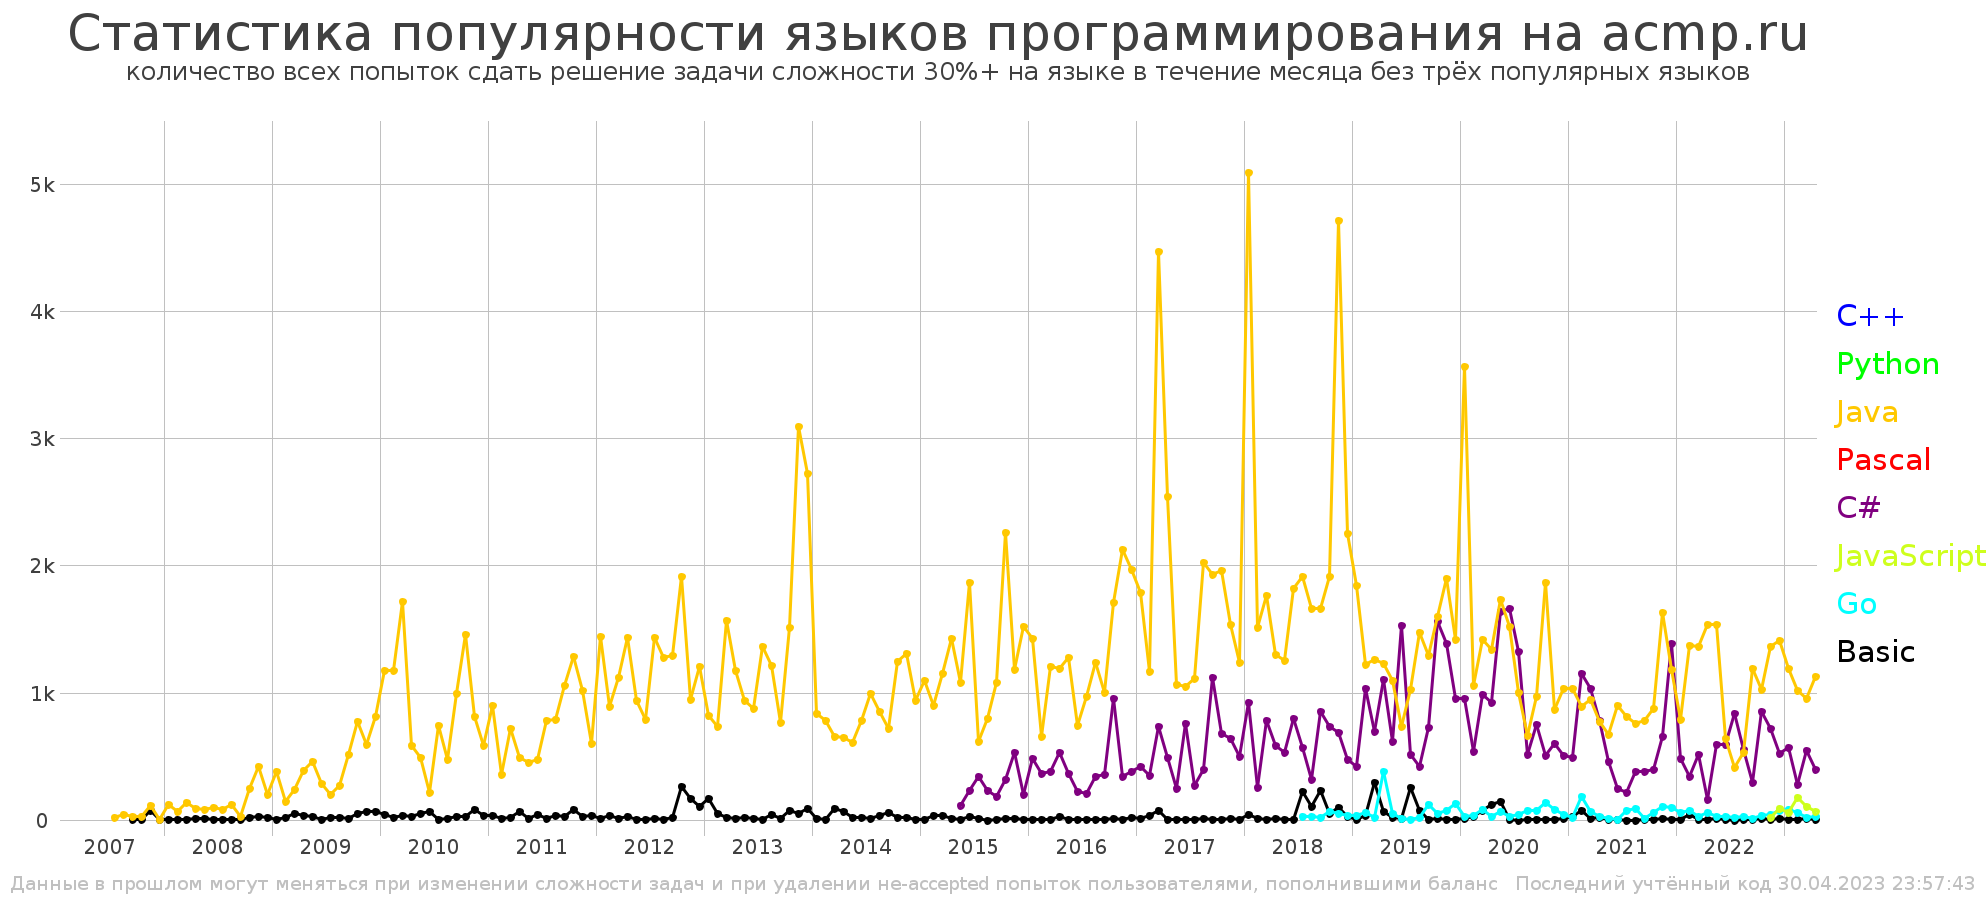 Статистика популярности языков программирования на acmp.ru
количество всех попыток сдать решение задачи сложности 30%+ на языке в течение месяца без трёх популярных языков
5k
4k
3k
2k
1k
0
2007 2008 2009 2010 2011 2012 2013 2014 2015 2016 2017 2018 2019 2020 2021 2022
C++
Python
Java
Pascal
C#
JavaScript
Go
Basic
Данные в прошлом могут меняться при изменении сложности задач и при удалении не-accepted попыток пользователями, пополнившими баланс Последний учтённый код 30.04.2023 23:57:43